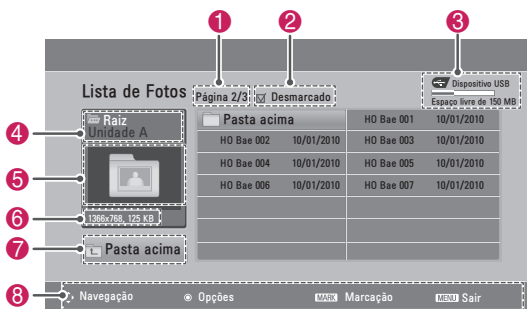 1 2 3
Lista de Fotos
Página 2/3
Desmarcado
Dispositivo USB
Espaço livre de 150 MB
4 Raiz
Unidade A
5
6 1366x768, 125 KB
7 Pasta acima
Pasta acima HO Bae 001 10/01/2010
HO Bae 002 10/01/2010 HO Bae 003 10/01/2010
HO Bae 004 10/01/2010 HO Bae 005 10/01/2010
HO Bae 006 10/01/2010 HO Bae 007 10/01/2010
8 Navegação Opções MARK Marcação MENU Sair